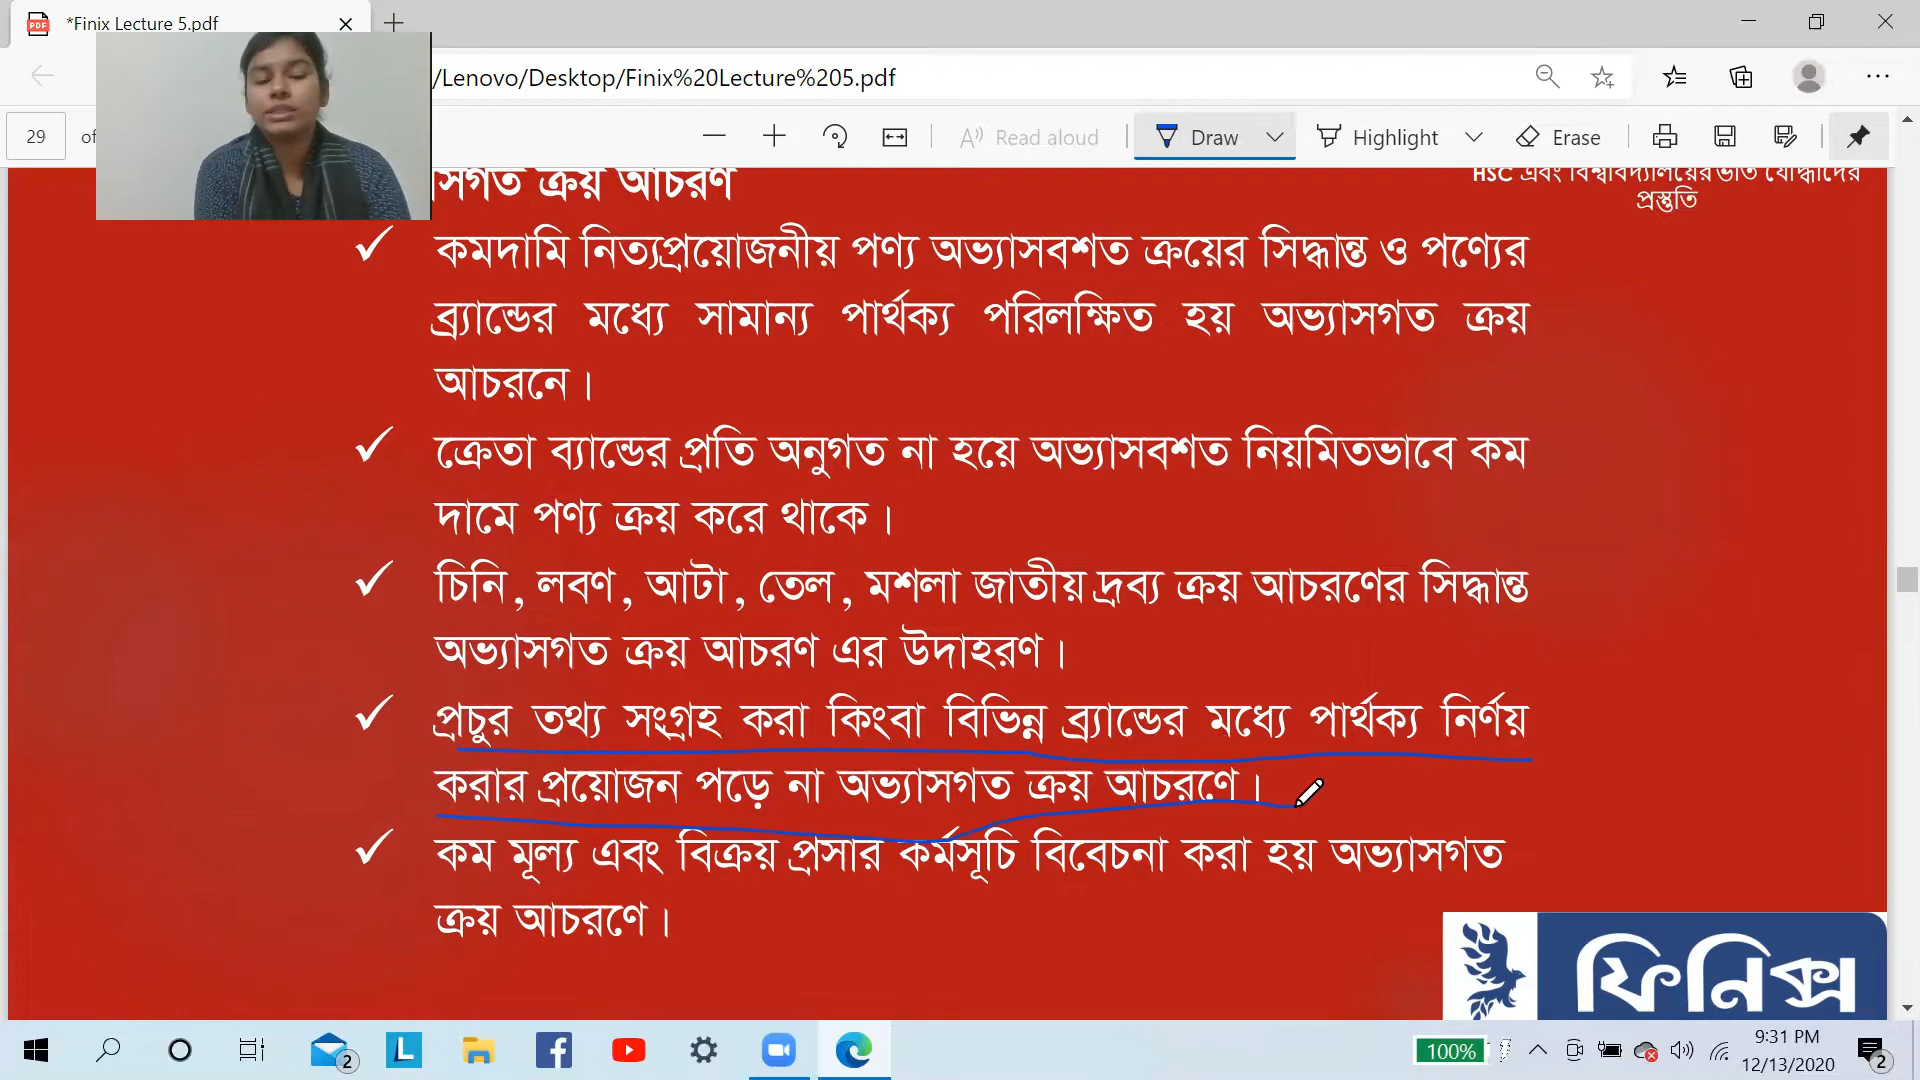 *Finix Lecture 5.pdf
/Lenovo/Desktop/Finix%20Lecture%205.pdf
29 of
Read aloud Draw Highlight Erase
সগত ক্রয় আচরণ
HSC এবং বিশ্ববিদ্যালয়ের ভর্তি যোদ্ধাদের
প্রস্তুতি
কমদামি নিত্যপ্রয়োজনীয় পণ্য অভ্যাসবশত ক্রয়ের সিদ্ধান্ত ও পণ্যের
ব্র্যান্ডের মধ্যে সামান্য পার্থক্য পরিলক্ষিত হয় অভ্যাসগত ক্রয়
আচরনে।
ক্রেতা ব্যান্ডের প্রতি অনুগত না হয়ে অভ্যাসবশত নিয়মিতভাবে কম
দামে পণ্য ক্রয় করে থাকে।
চিনি, লবণ, আটা, তেল, মশলা জাতীয় দ্রব্য ক্রয় আচরণের সিদ্ধান্ত
অভ্যাসগত ক্রয় আচরণ এর উদাহরণ।
প্রচুর তথ্য সংগ্রহ করা কিংবা বিভিন্ন ব্র্যান্ডের মধ্যে পার্থক্য নির্ণয়
করার প্রয়োজন পড়ে না অভ্যাসগত ক্রয় আচরণে।
কম মূল্য এবং বিক্রয় প্রসার কর্মসূচি বিবেচনা করা হয় অভ্যাসগত
ক্রয় আচরণে।
ফিনিক্স
2
L
100%
9:31 PM
12/13/2020
2